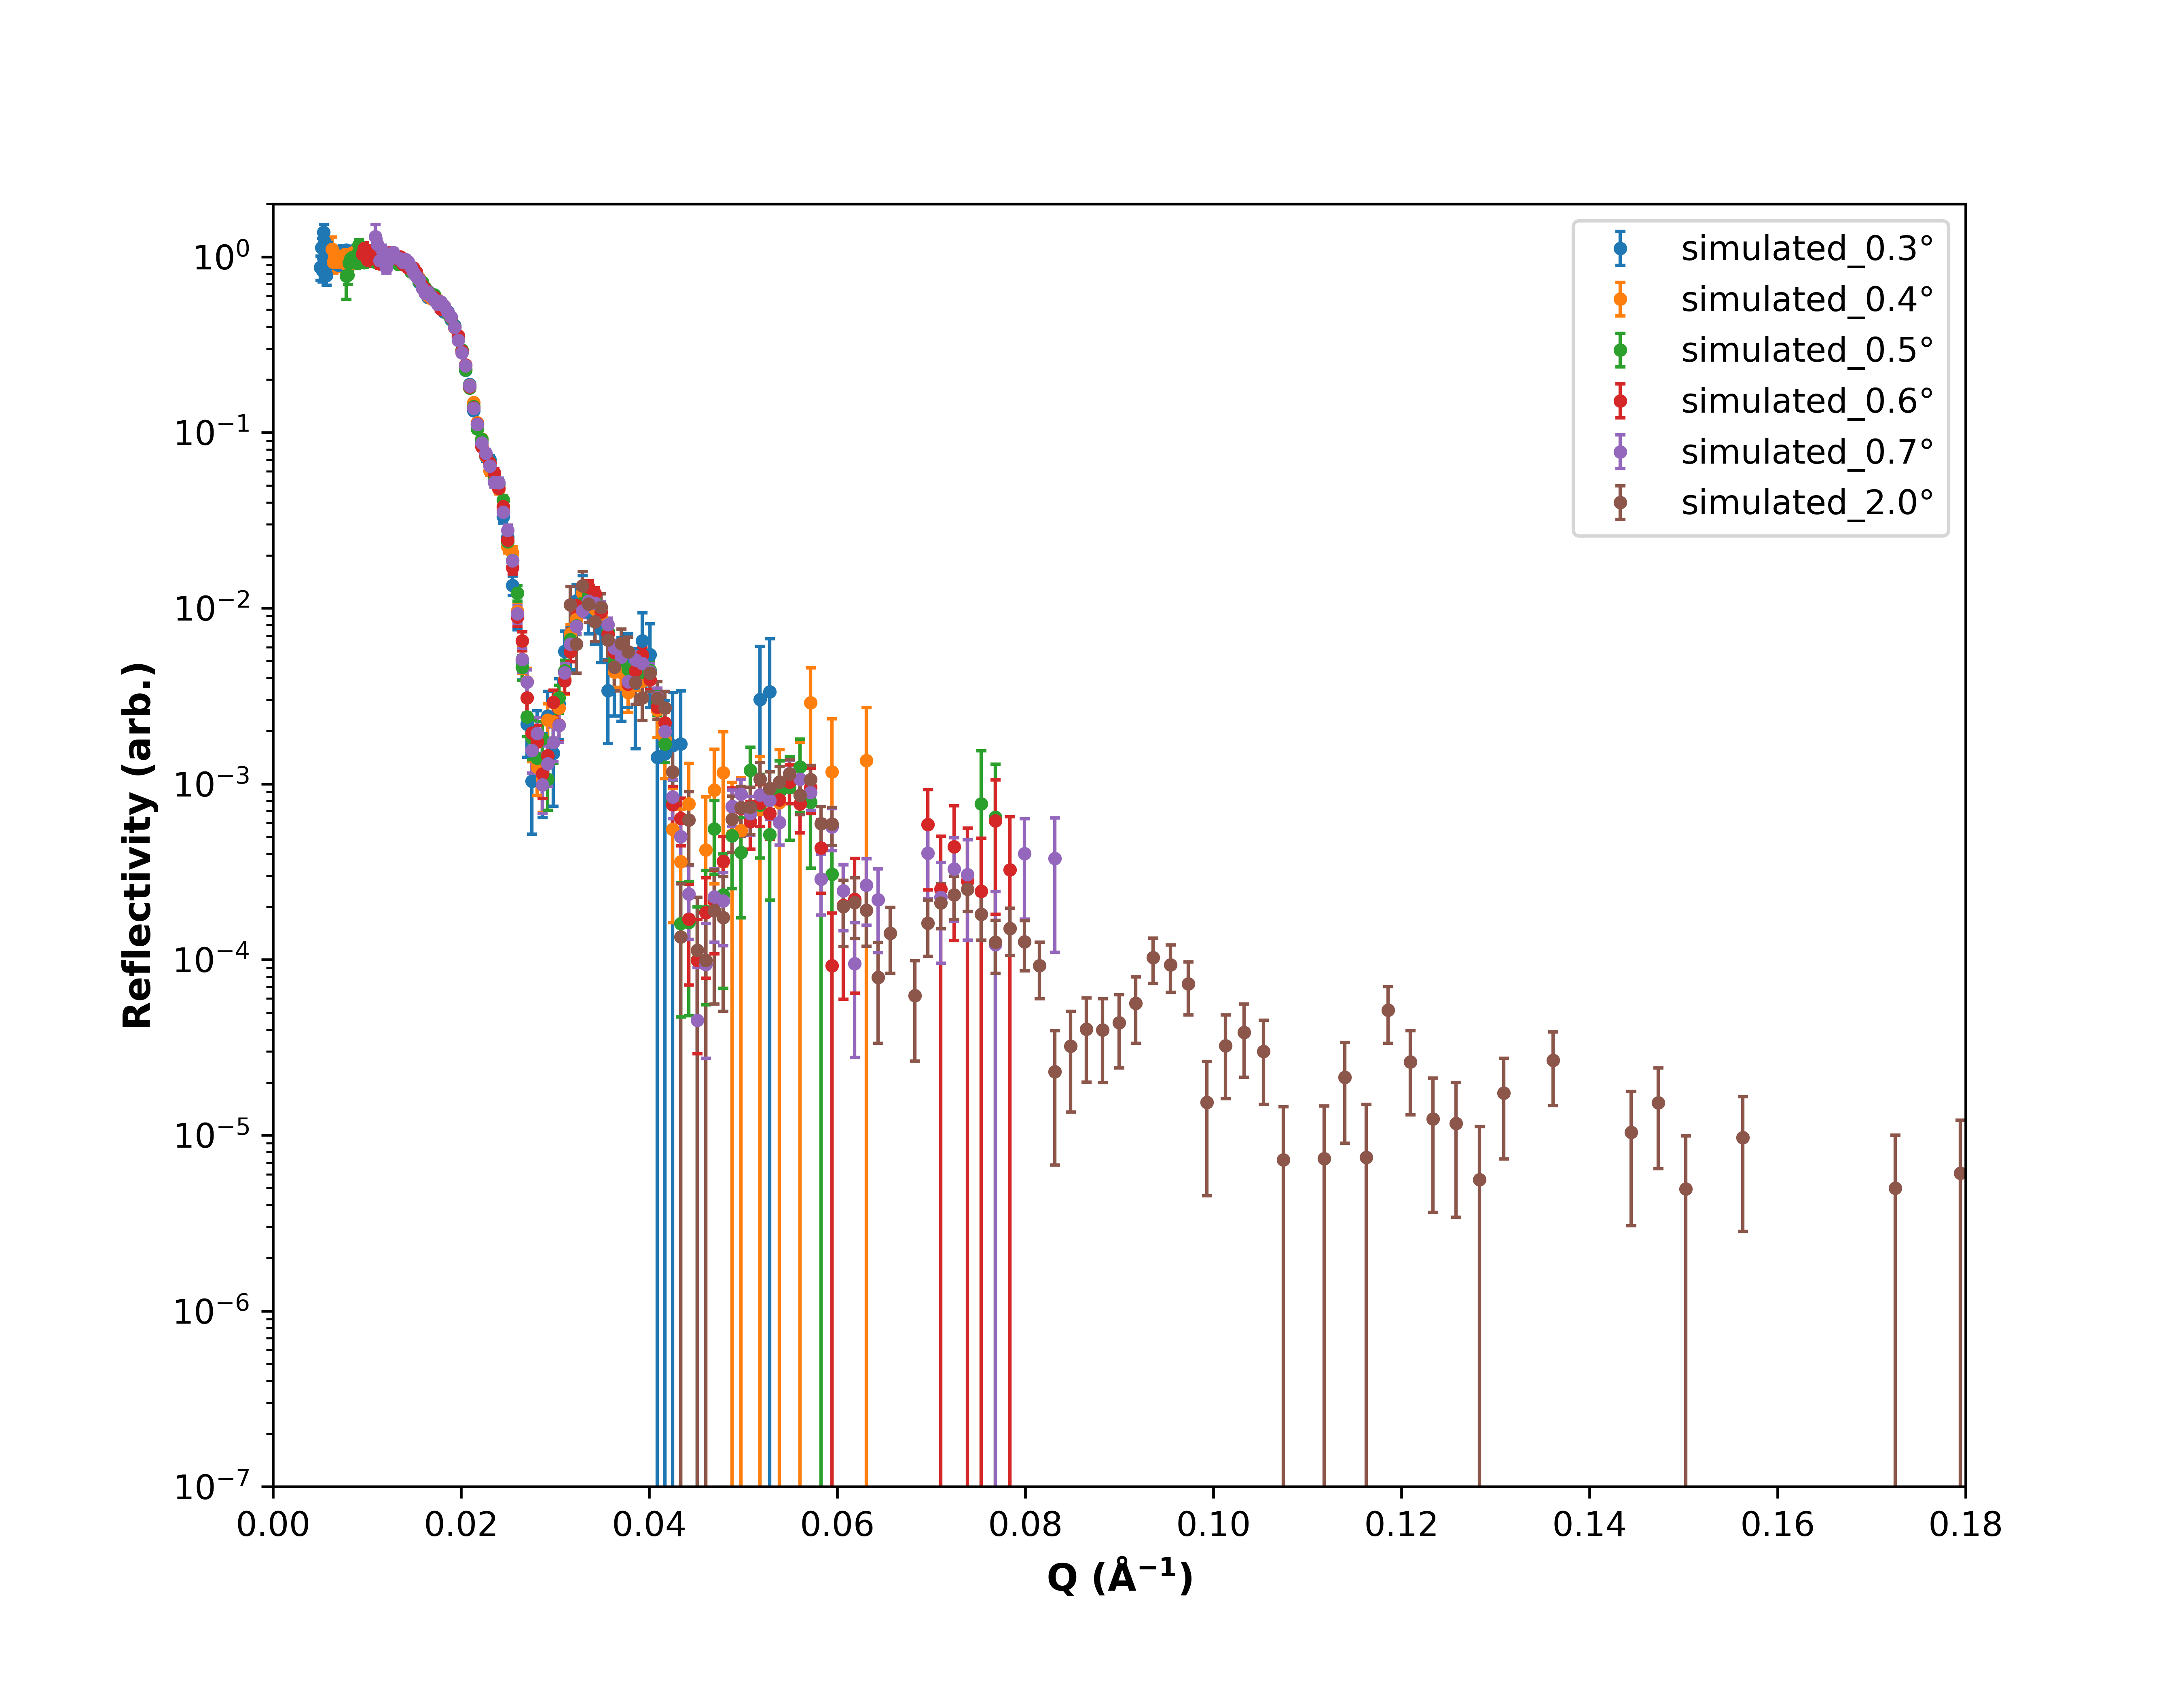 simulated_0.3°
simulated_0.4°
simulated_0.5°
simulated_0.6°
simulated_0.7°
simulated_2.0°
Reflectivity (arb.)
10⁰
10⁻¹
10⁻²
10⁻³
10⁻⁴
10⁻⁵
10⁻⁶
10⁻⁷
0.00 0.02 0.04 0.06 0.08 0.10 0.12 0.14 0.16 0.18
Q (Å⁻¹)